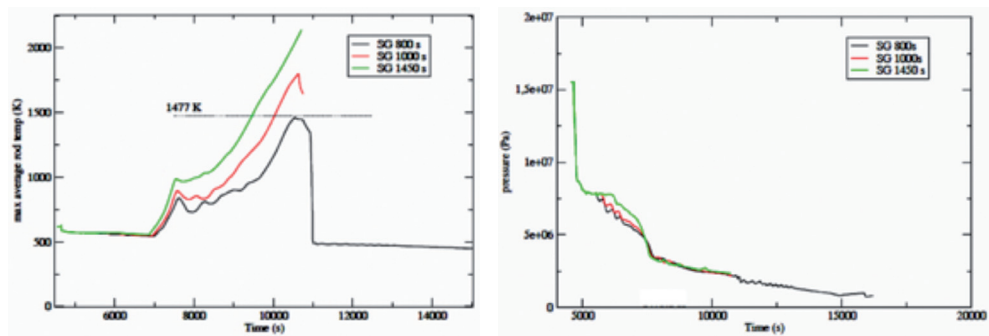 2000
1500
1000
500
0
max average rod temp (K)
1477 K
SG 800 s
SG 1000 s
SG 1450 s
6000 8000 10000 12000 14000
Time (s)
2e+07
1,5e+07
1e+07
5e+06
0
pressure (Pa)
SG 800s
SG 1000s
SG 1450 s
5000 10000 15000 20000
Time (s)